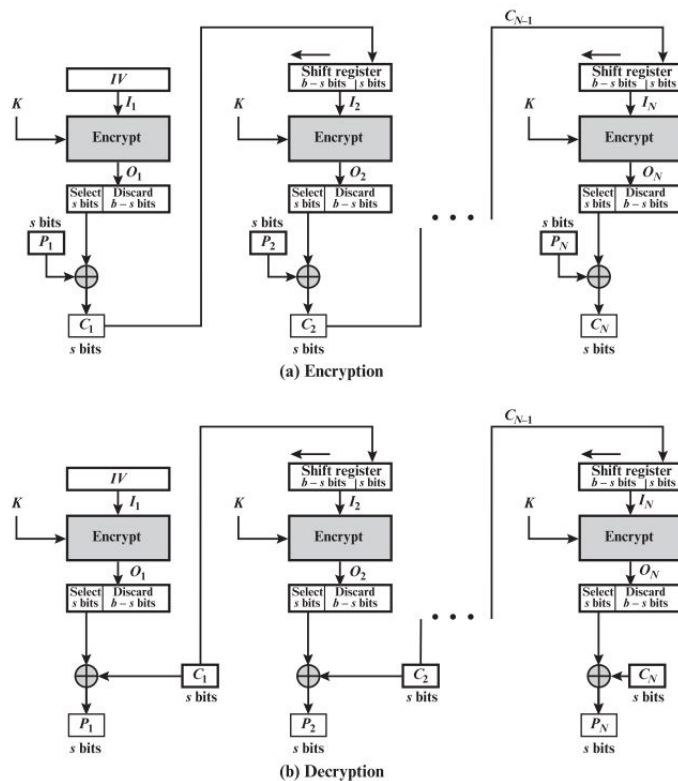 C_{N-1}
IV
Shift register
b – s bits | s bits
Shift register
b – s bits | s bits
K
I_1
K
I_2
K
I_N
Encrypt
Encrypt
Encrypt
O_1
O_2
O_N
Select
s bits
Discard
b – s bits
Select
s bits
Discard
b – s bits
Select
s bits
Discard
b – s bits
s bits
P_1
s bits
P_2
s bits
P_N
C_1
s bits
C_2
s bits
C_N
s bits
(a) Encryption
C_{N-1}
IV
Shift register
b – s bits | s bits
Shift register
b – s bits | s bits
K
I_1
K
I_2
K
I_N
Encrypt
Encrypt
Encrypt
O_1
O_2
O_N
Select
s bits
Discard
b – s bits
Select
s bits
Discard
b – s bits
Select
s bits
Discard
b – s bits
C_1
s bits
C_2
s bits
C_N
s bits
P_1
s bits
P_2
s bits
P_N
s bits
(b) Decryption